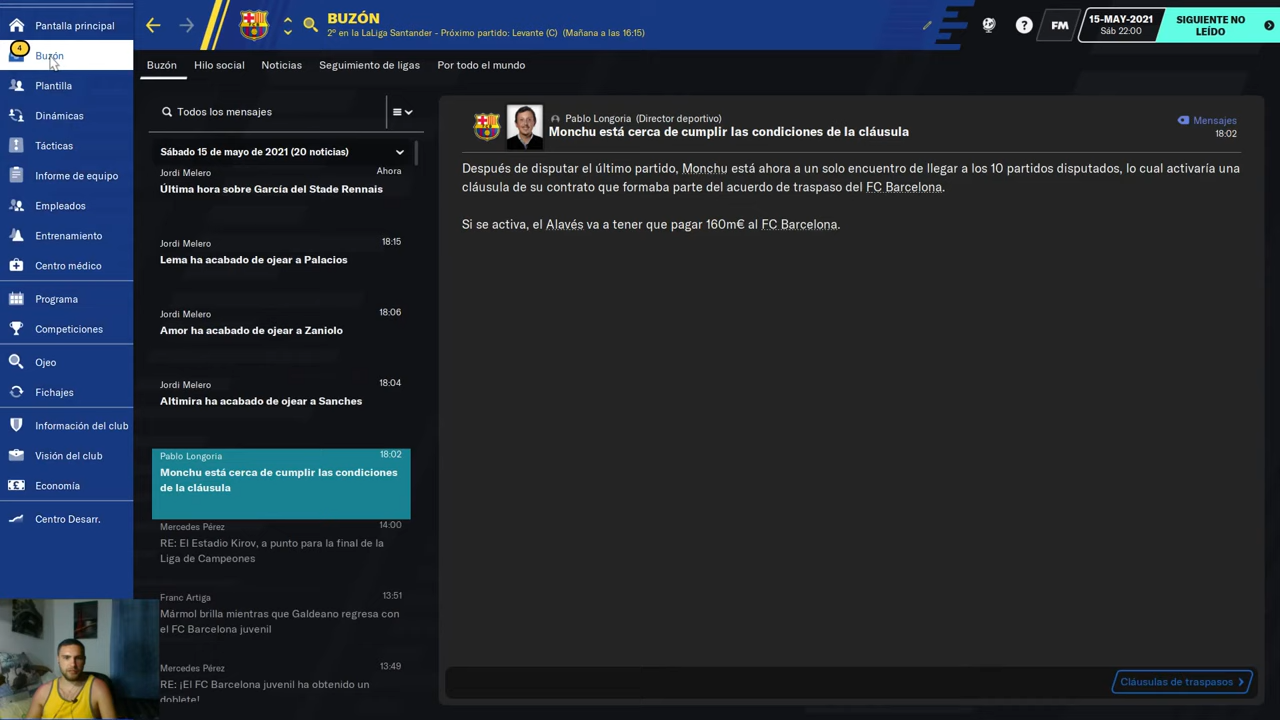 Pantalla principal
4
Buzón
Plantilla
Dinámicas
Tácticas
Informe de equipo
Empleados
Entrenamiento
Centro médico
Programa
Competiciones
Ojeo
Fichajes
Información del club
Visión del club
Economía
Centro Desarr.
BUZÓN
2º en la LaLiga Santander - Próximo partido: Levante (C) (Mañana a las 16:15)
?
FM
15-MAY-2021
Sáb 22:00
SIGUIENTE NO
LEÍDO
Buzón
Hilo social
Noticias
Seguimiento de ligas
Por todo el mundo
Todos los mensajes
Sábado 15 de mayo de 2021 (20 noticias)
Jordi Melero
Ahora
Última hora sobre García del Stade Rennais
Jordi Melero
18:15
Lema ha acabado de ojear a Palacios
Jordi Melero
18:06
Amor ha acabado de ojear a Zaniolo
Jordi Melero
18:04
Altimira ha acabado de ojear a Sanches
Pablo Longoria
18:02
Monchu está cerca de cumplir las condiciones
de la cláusula
Mercedes Pérez
14:00
RE: El Estadio Kirov, a punto para la final de la
Liga de Campeones
Franc Artiga
13:51
Mármol brilla mientras que Galdeano regresa con
el FC Barcelona juvenil
Mercedes Pérez
13:49
RE: ¡El FC Barcelona juvenil ha obtenido un
doblete!
Pablo Longoria (Director deportivo)
Monchu está cerca de cumplir las condiciones de la cláusula
Mensajes
18:02
Después de disputar el último partido, Monchu está ahora a un solo encuentro de llegar a los 10 partidos disputados, lo cual activaría una
cláusula de su contrato que formaba parte del acuerdo de traspaso del FC Barcelona.
Si se activa, el Alavés va a tener que pagar 160m€ al FC Barcelona.
Cláusulas de traspasos